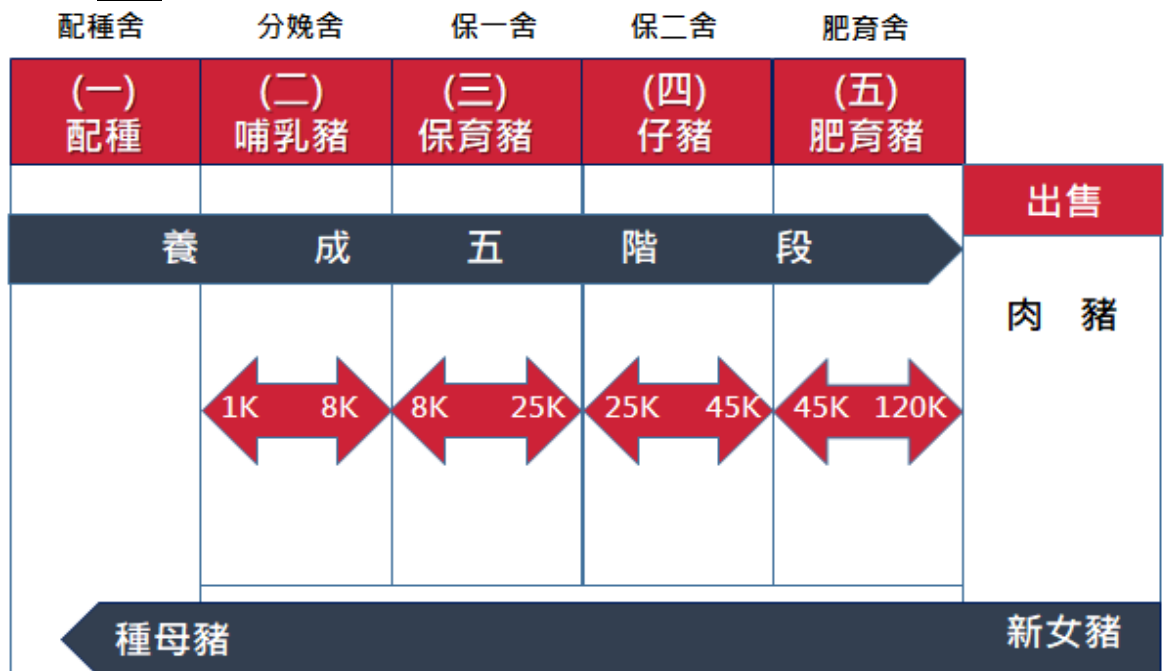 配種舍 分娩舍 保一舍 保二舍 肥育舍
(一) (二) (三) (四) (五)
配種 哺乳豬 保育豬 仔豬 肥育豬
出售
養成五階段
肉豬
1K 8K 8K 25K 25K 45K 45K 120K
種母豬 新女豬